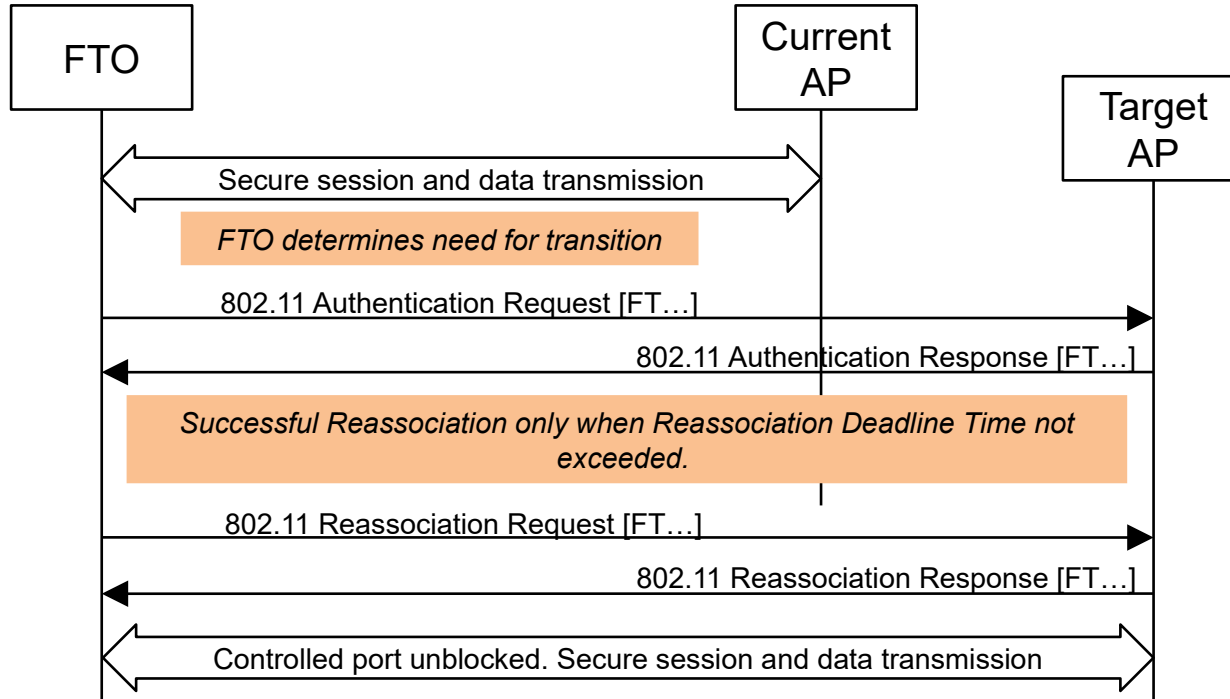 FTO
Current
AP
Target
AP
Secure session and data transmission
FTO determines need for transition
802.11 Authentication Request [FT…]
802.11 Authentication Response [FT…]
Successful Reassociation only when Reassociation Deadline Time not
exceeded.
802.11 Reassociation Request [FT…]
802.11 Reassociation Response [FT…]
Controlled port unblocked. Secure session and data transmission